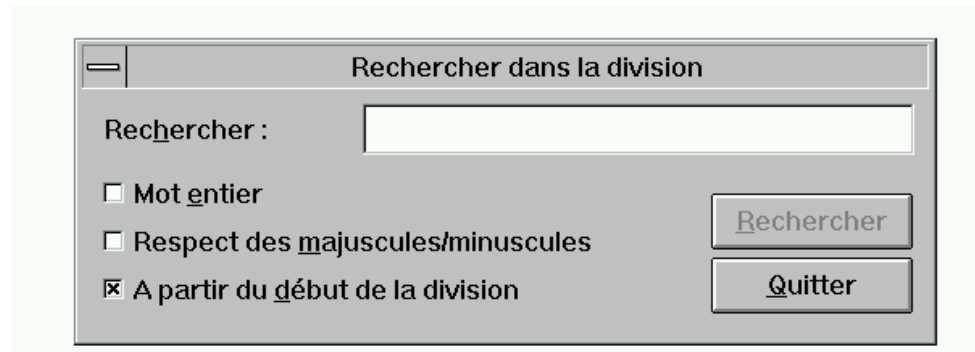 Rechercher dans la division
Rechercher :
Mot entier
Respect des majuscules/minuscules
A partir du début de la division
Rechercher
Quitter